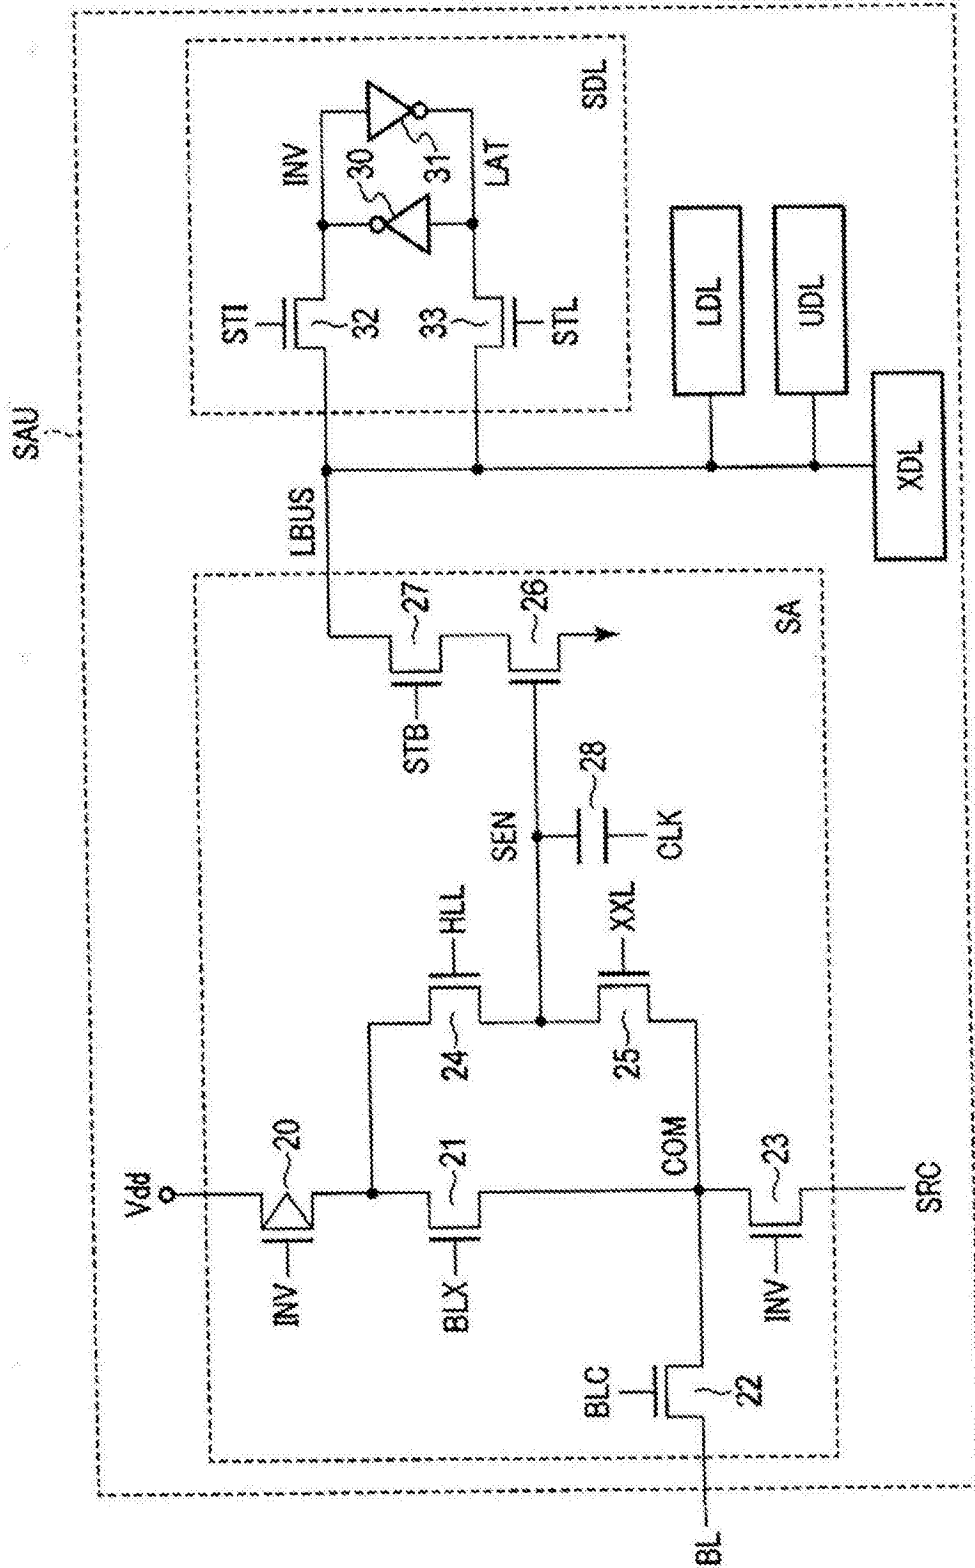 SAU
Vdd
INV
20
BLX
21
24
HLL
SEN
25
XXL
COM
BLC
22
BL
INV
23
SRC
28
CLK
STB
27
26
SA
LBUS
STI
32
INV
30
31
LAT
33
STL
SDL
LDL
UDL
XDL